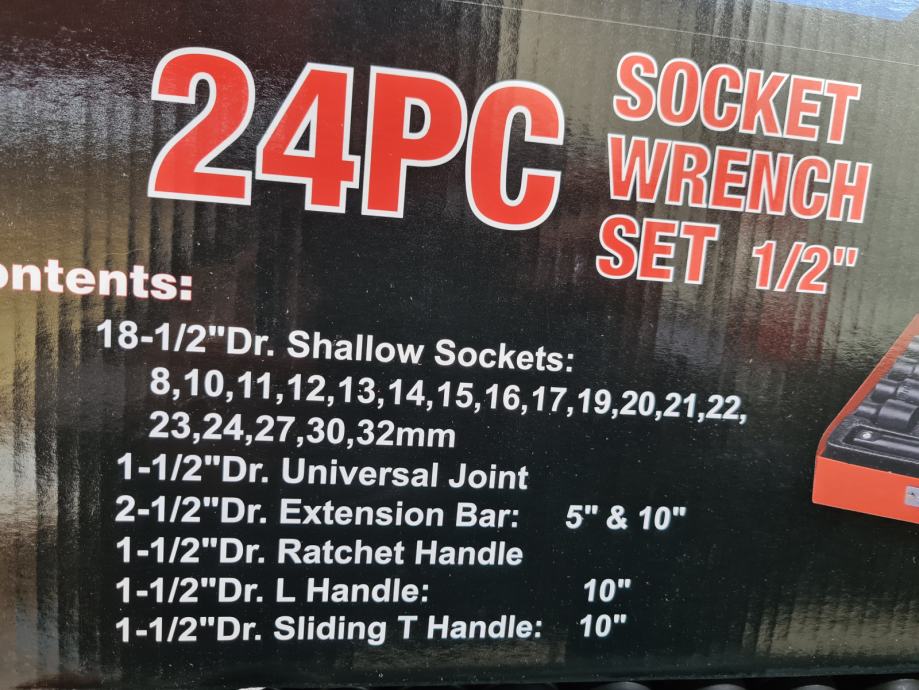 24PC
SOCKET
WRENCH
SET 1/2"
ontents:
18-1/2"Dr. Shallow Sockets:
8,10,11,12,13,14,15,16,17,19,20,21,22,
23,24,27,30,32mm
1-1/2"Dr. Universal Joint
2-1/2"Dr. Extension Bar: 5" & 10"
1-1/2"Dr. Ratchet Handle
1-1/2"Dr. L Handle: 10"
1-1/2"Dr. Sliding T Handle: 10"